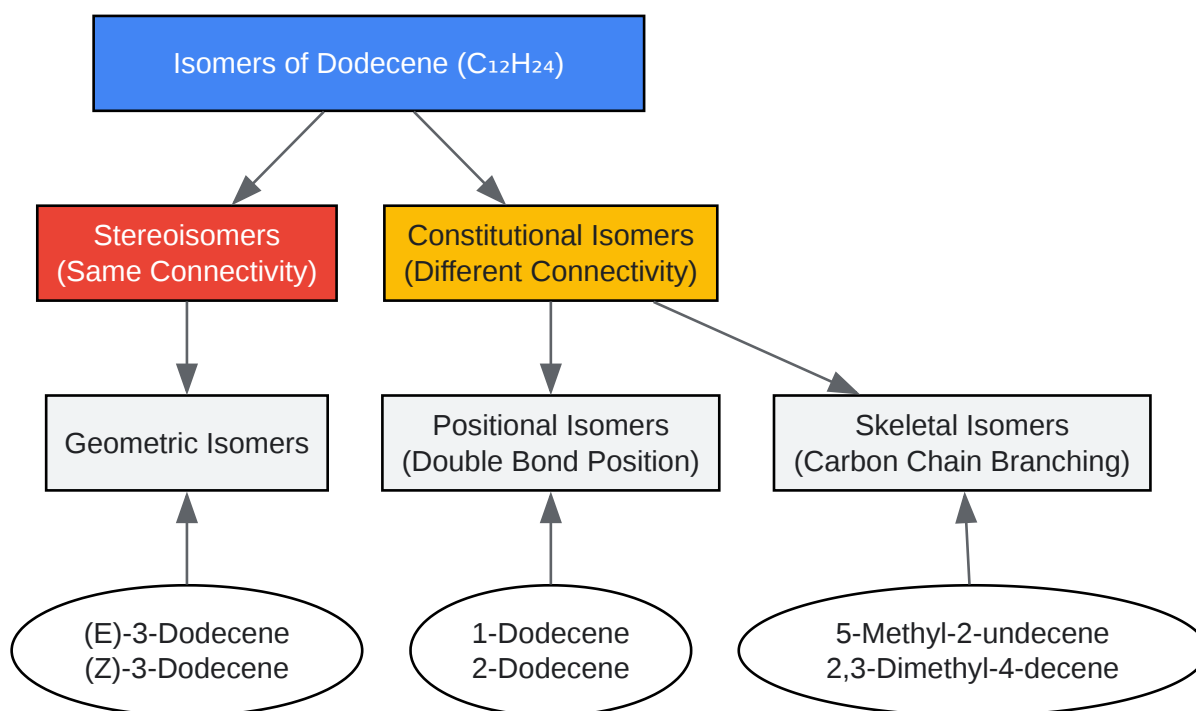 Isomers of Dodecene (C₁₂H₂₄)
Stereoisomers
(Same Connectivity)
Constitutional Isomers
(Different Connectivity)
Geometric Isomers
Positional Isomers
(Double Bond Position)
Skeletal Isomers
(Carbon Chain Branching)
(E)-3-Dodecene
(Z)-3-Dodecene
1-Dodecene
2-Dodecene
5-Methyl-2-undecene
2,3-Dimethyl-4-decene